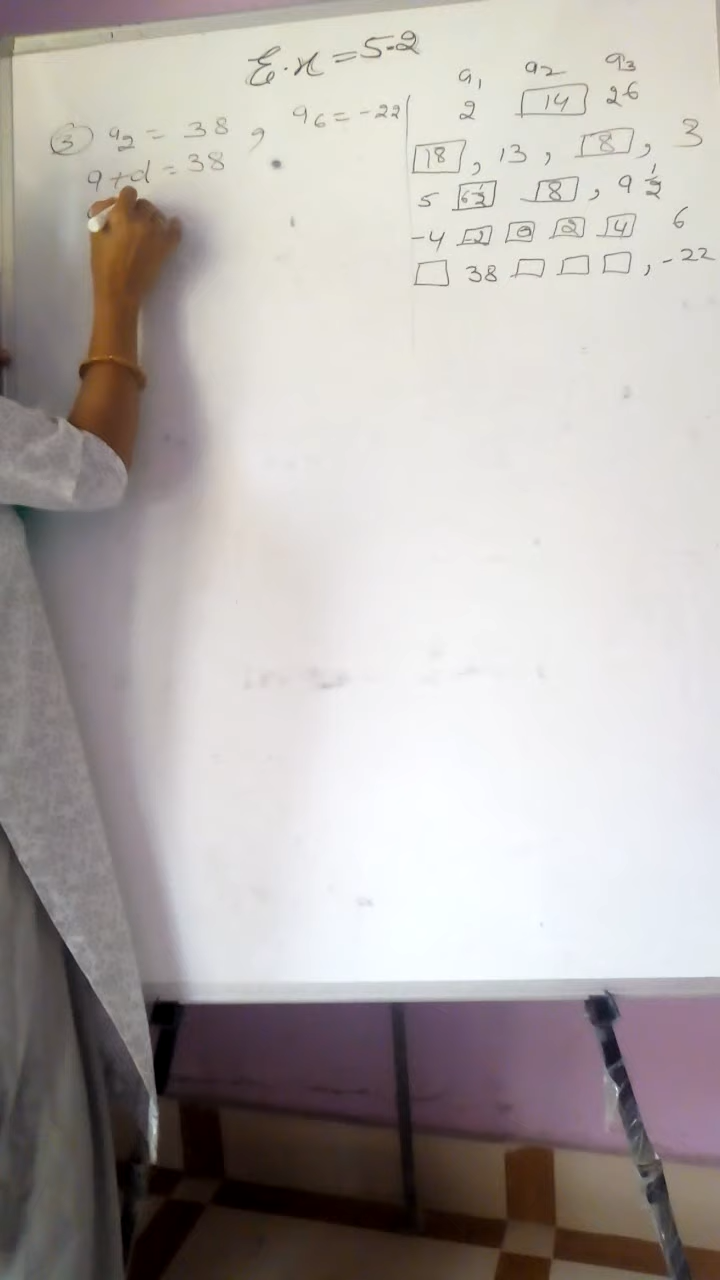 E.x = 5.2
③ a₂ = 38 , a₆ = -22
a+d = 38
a₁ a₂ a₃
2 14 26
18 , 13 , 8 , 3
5 6½ 8 , 9½
-4 -2 0 2 4 6
38 , -22